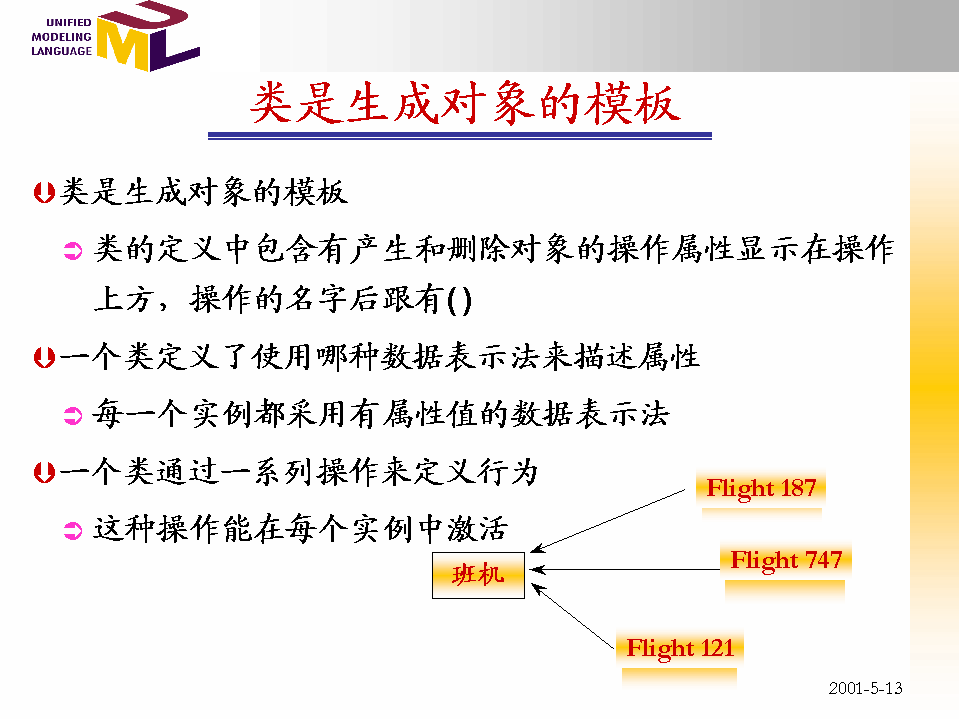 UNIFIED
MODELING
LANGUAGE
UML
类是生成对象的模板
类是生成对象的模板
类的定义中包含有产生和删除对象的操作属性显示在操作
上方，操作的名字后跟有()
一个类定义了使用哪种数据表示法来描述属性
每一个实例都采用有属性值的数据表示法
一个类通过一系列操作来定义行为
这种操作能在每个实例中激活
Flight 187
Flight 747
班机
Flight 121
2001-5-13